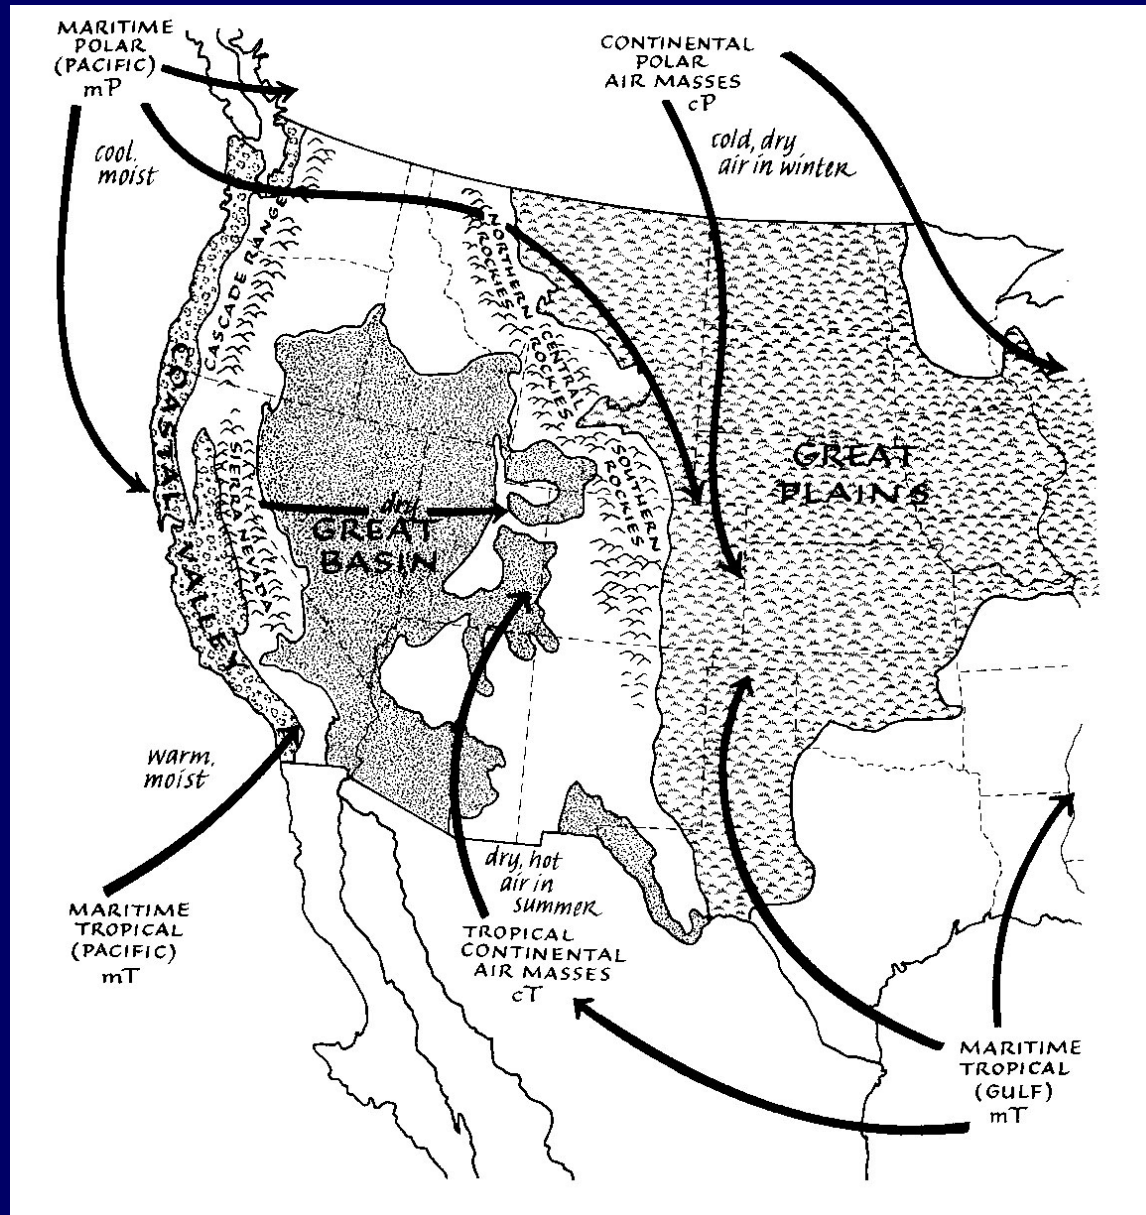 MARITIME
POLAR
(PACIFIC)
mP
CONTINENTAL
POLAR
AIR MASSES
cP
cool,
moist
cold, dry
air in winter
CASCADE RANGE
NORTHERN
ROCKIES
CENTRAL
ROCKIES
COASTAL VALLEY
SIERRA NEVADA
SOUTHERN
ROCKIES
GREAT
PLAINS
dry
GREAT
BASIN
warm,
moist
MARITIME
TROPICAL
(PACIFIC)
mT
dry, hot
air in
summer
TROPICAL
CONTINENTAL
AIR MASSES
cT
MARITIME
TROPICAL
(GULF)
mT